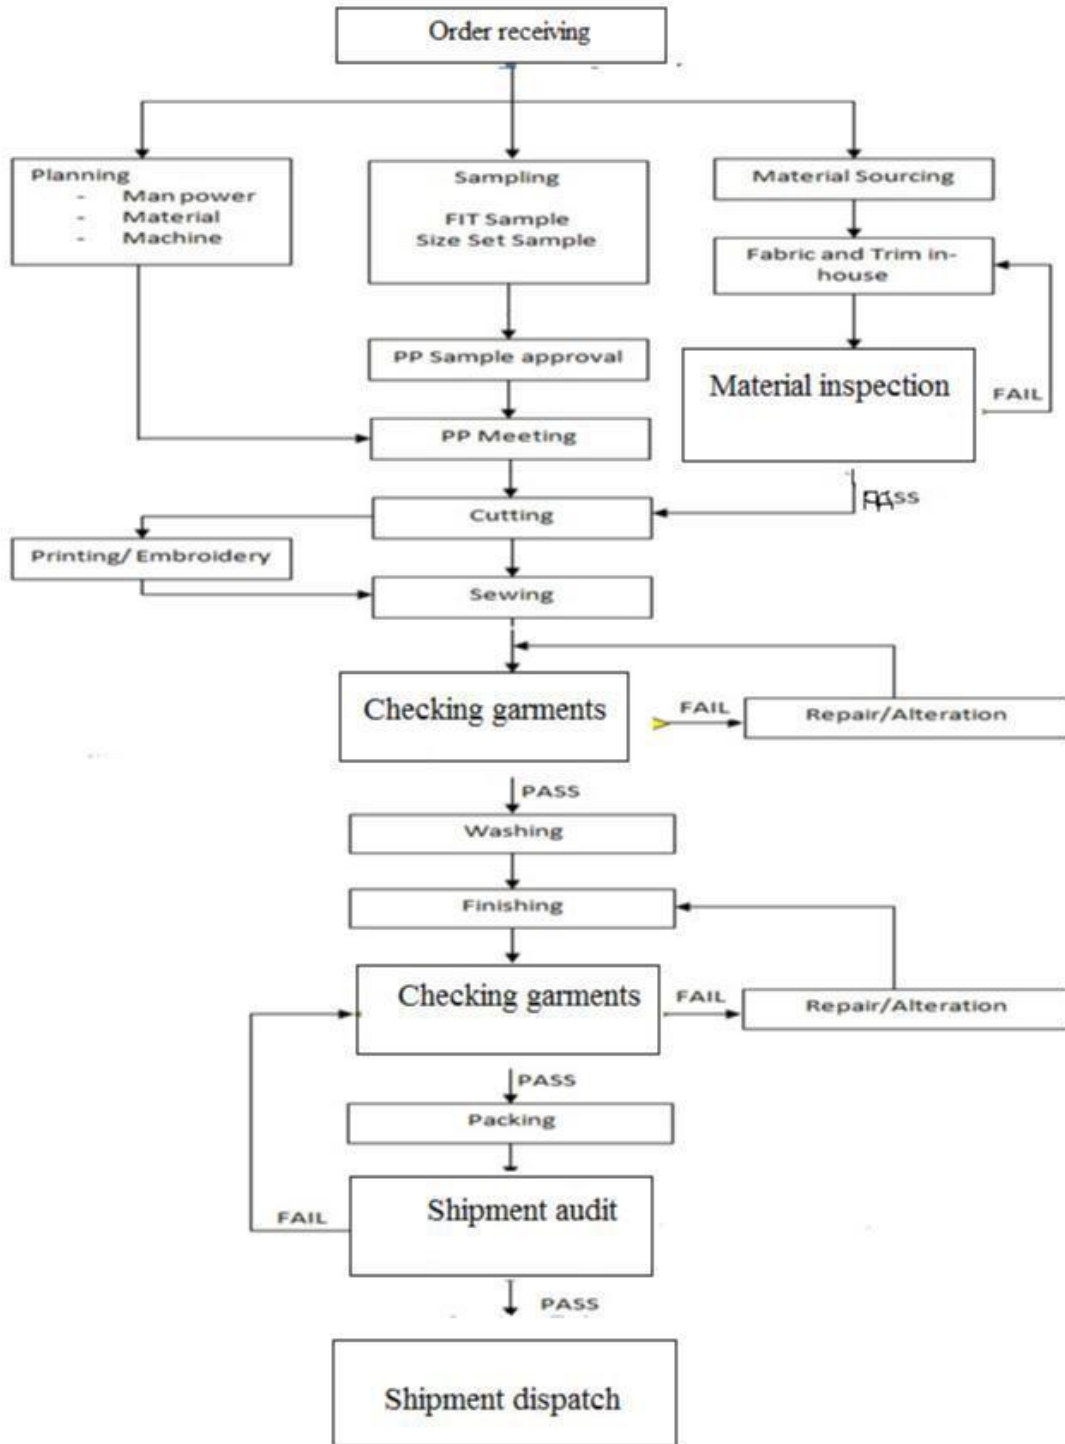 Order receiving
Planning
- Man power
- Material
- Machine
Sampling
FIT Sample
Size Set Sample
Material Sourcing
Fabric and Trim in-
house
PP Sample approval
Material inspection
FAIL
PP Meeting
PASS
Cutting
Printing/ Embroidery
Sewing
Checking garments
FAIL
Repair/Alteration
PASS
Washing
Finishing
Checking garments
FAIL
Repair/Alteration
PASS
Packing
Shipment audit
FAIL
PASS
Shipment dispatch